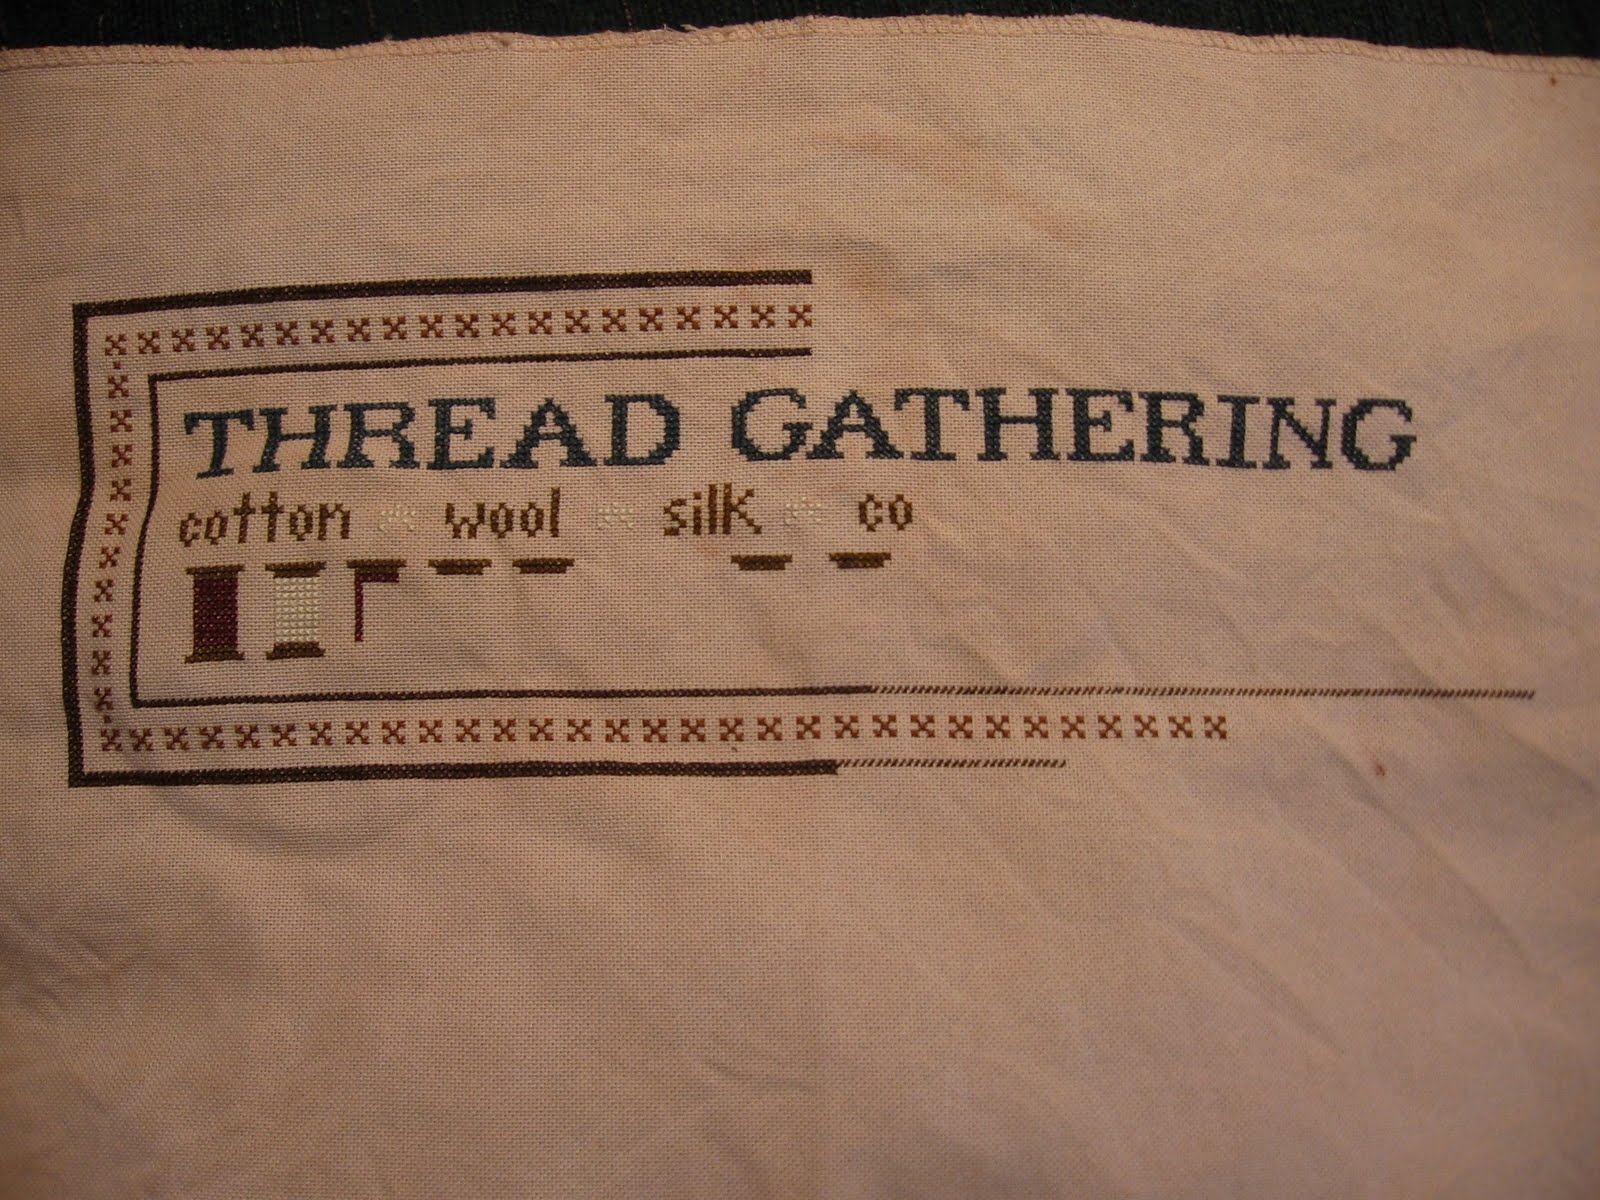 THREAD GATHERING
cotton wool silk co